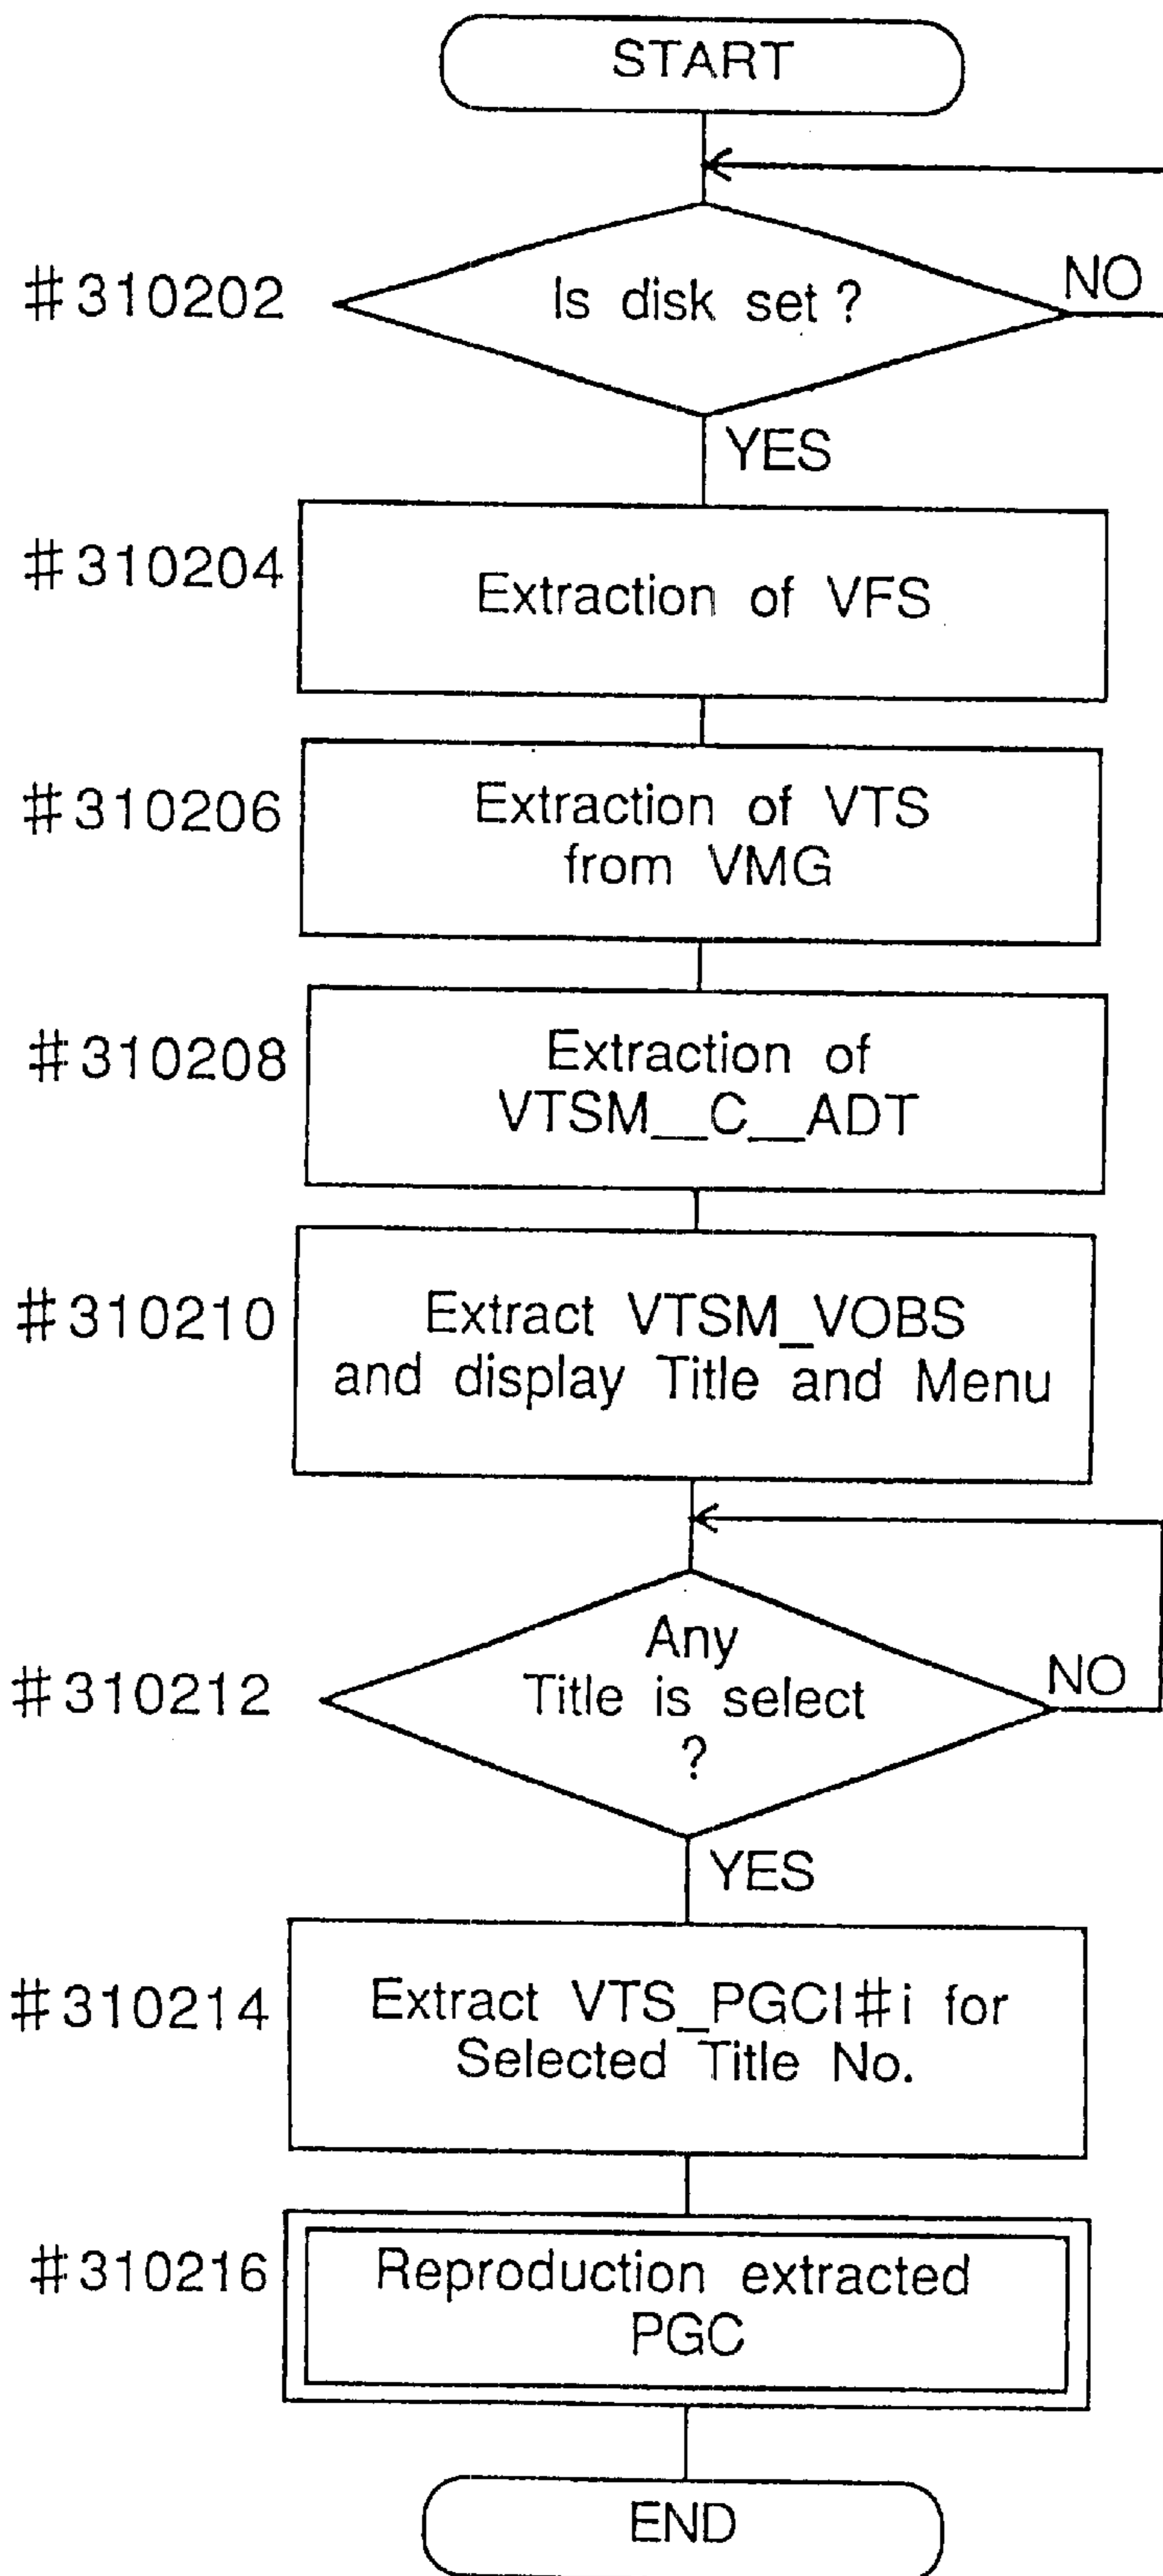 START
#310202
Is disk set ?
NO
YES
#310204
Extraction of VFS
#310206
Extraction of VTS
from VMG
#310208
Extraction of
VTSM__C__ADT
#310210
Extract VTSM_VOBS
and display Title and Menu
#310212
Any
Title is select
?
NO
YES
#310214
Extract VTS_PGCI#i for
Selected Title No.
#310216
Reproduction extracted
PGC
END